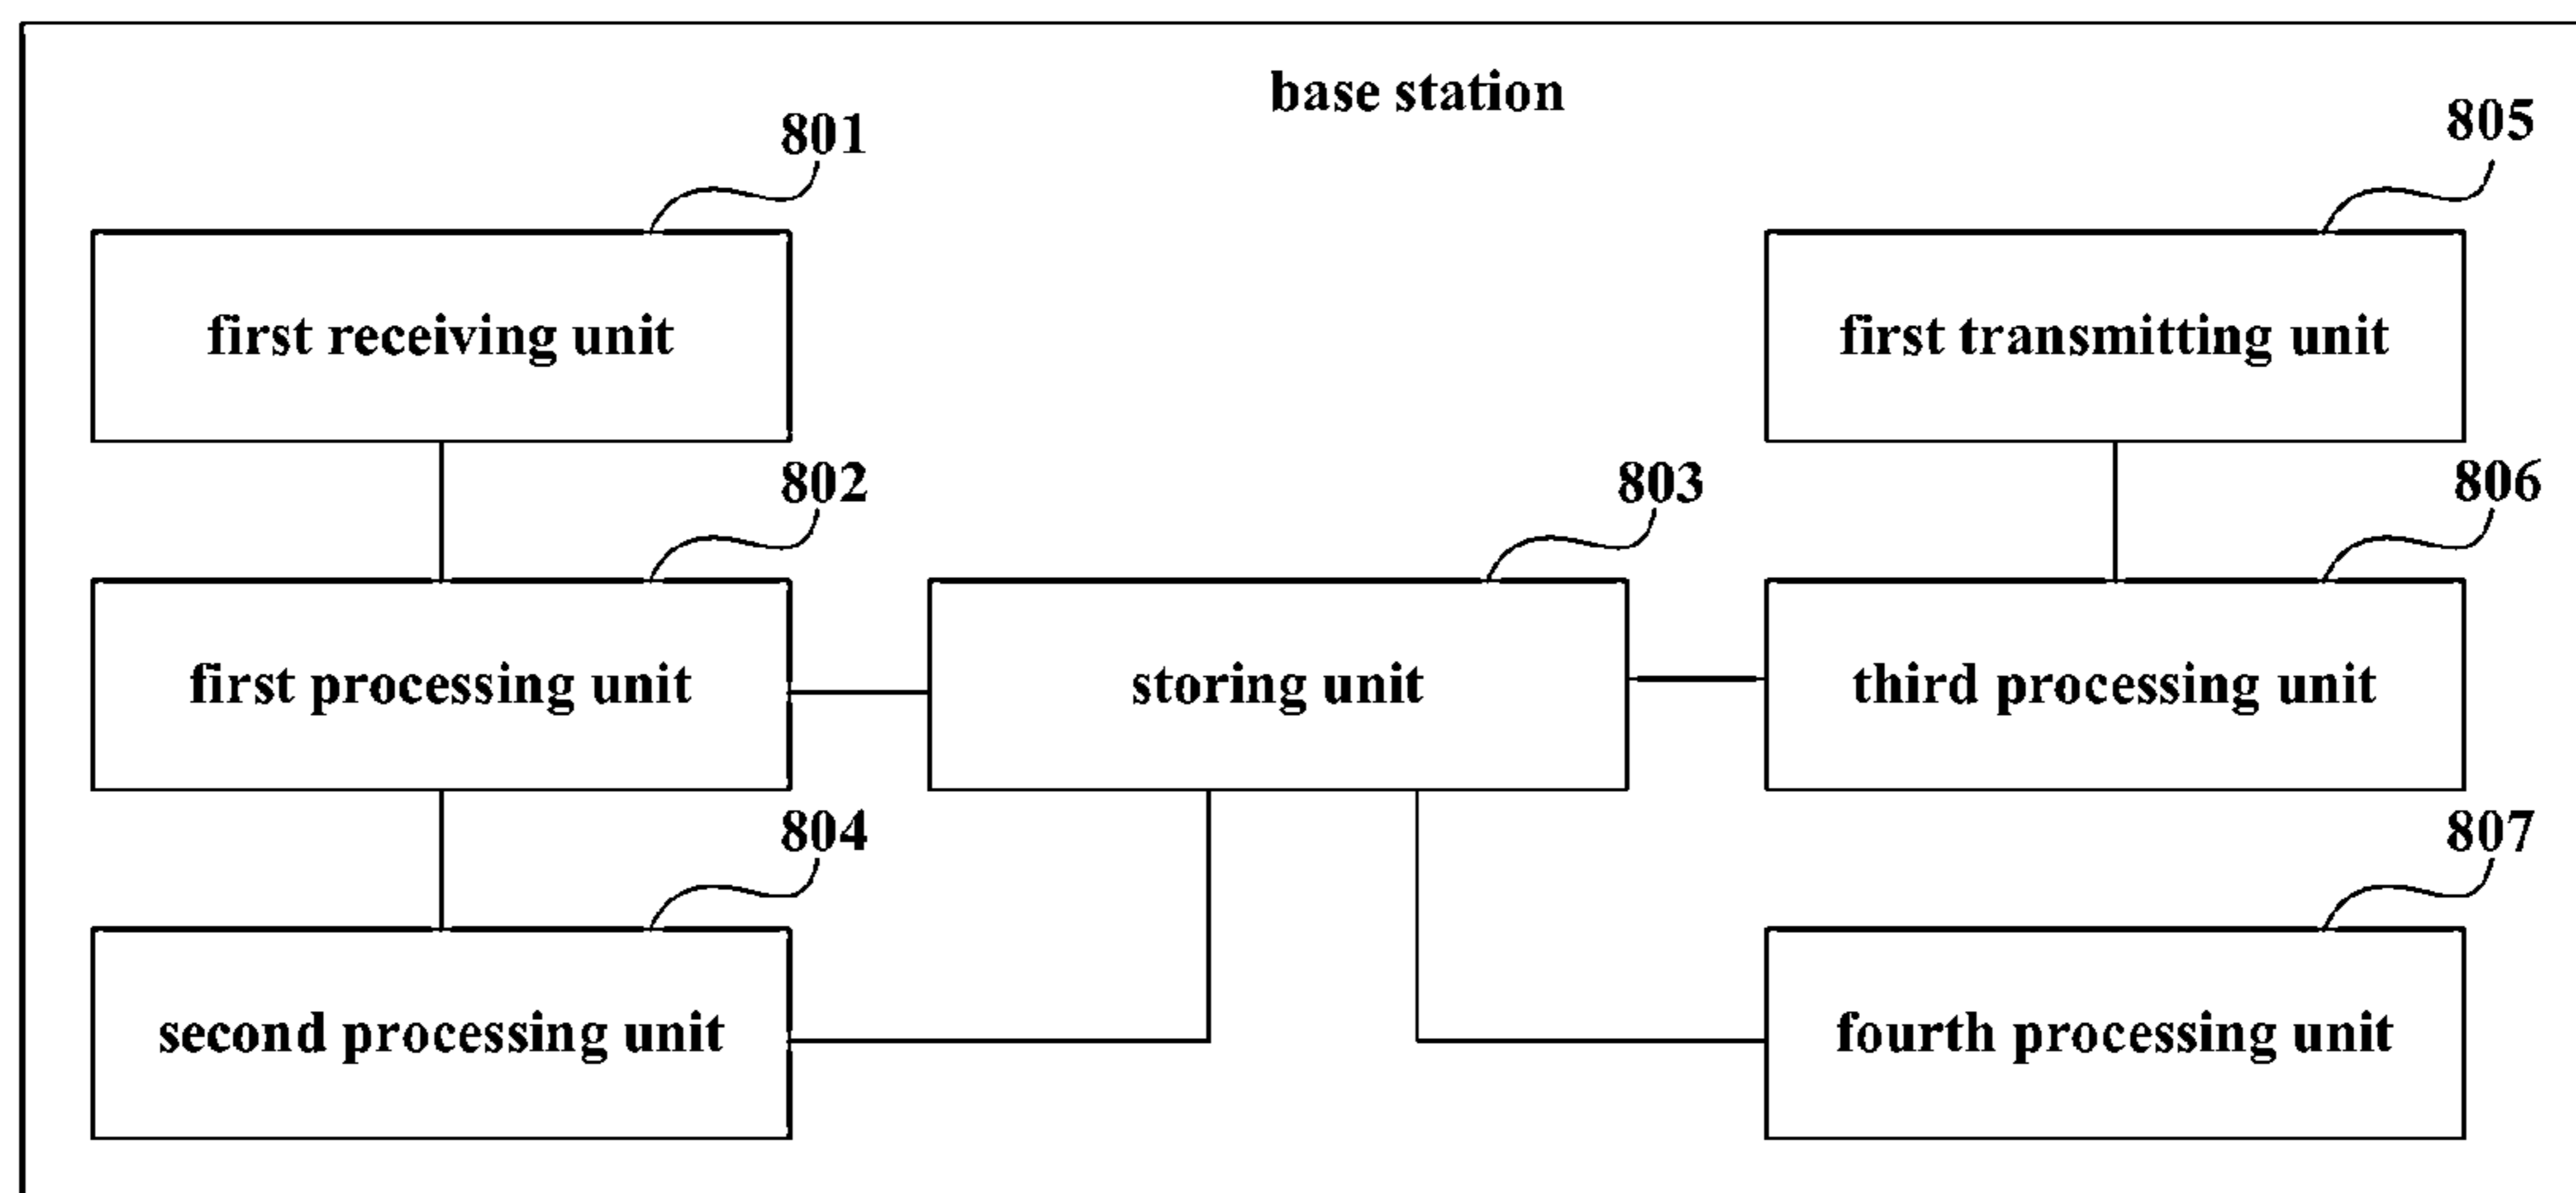 base station
801
805
first receiving unit
first transmitting unit
802
803
806
first processing unit
storing unit
third processing unit
804
807
second processing unit
fourth processing unit